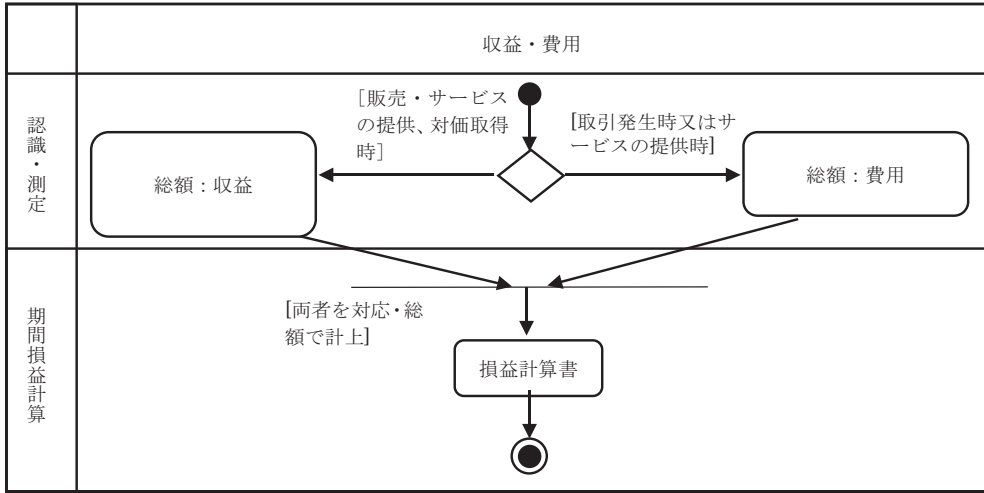 収益・費用
認識・測定
［販売・サービス
の提供、対価取得
時］
[取引発生時又はサ
ービスの提供時]
総額：収益
総額：費用
期間損益計算
[両者を対応・総
額で計上]
損益計算書